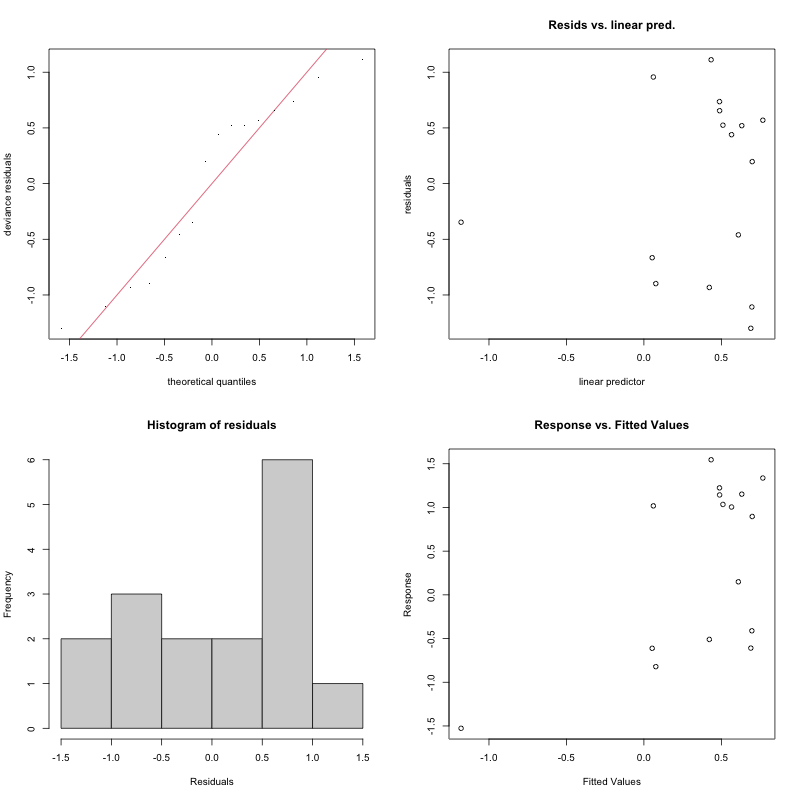 1.0
0.5
0.0
-0.5
-1.0
deviance residuals
-1.5 -1.0 -0.5 0.0 0.5 1.0 1.5
theoretical quantiles
Resids vs. linear pred.
1.0
0.5
0.0
-0.5
-1.0
residuals
-1.0 -0.5 0.0 0.5
linear predictor
Histogram of residuals
6
5
4
3
2
1
0
Frequency
-1.5 -1.0 -0.5 0.0 0.5 1.0 1.5
Residuals
Response vs. Fitted Values
1.5
1.0
0.5
0.0
-0.5
-1.0
-1.5
Response
-1.0 -0.5 0.0 0.5
Fitted Values